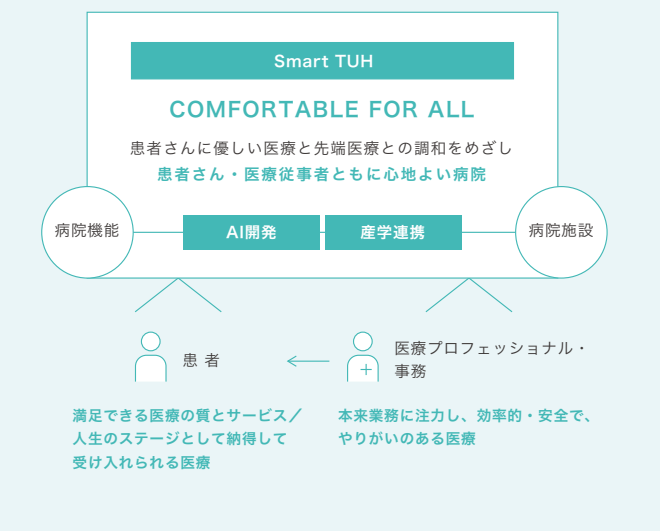 Smart TUH
COMFORTABLE FOR ALL
患者さんに優しい医療と先端医療との調和をめざし
患者さん・医療従事者ともに心地よい病院
病院機能
AI開発
産学連携
病院施設
患者
医療プロフェッショナル・
事務
満足できる医療の質とサービス／
人生のステージとして納得して
受け入れられる医療
本来業務に注力し、効率的・安全で、
やりがいのある医療